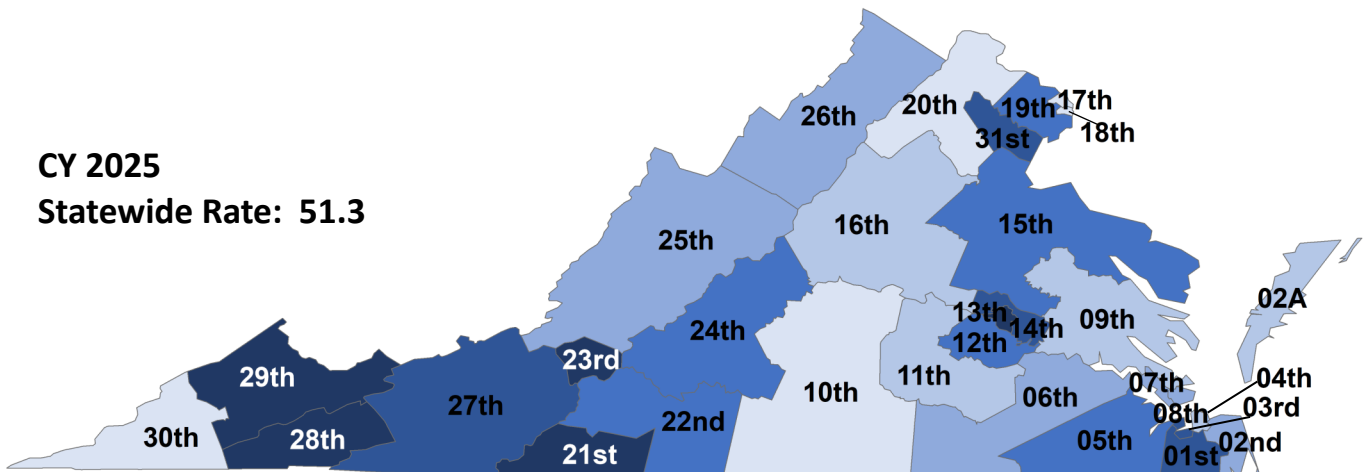 CY 2025
Statewide Rate: 51.3
26th
20th
19th
17th
18th
31st
16th
15th
25th
02A
24th
13th
14th
09th
12th
23rd
29th
11th
07th
04th
10th
06th
03rd
27th
08th
30th
28th
22nd
05th
02nd
21st
01st